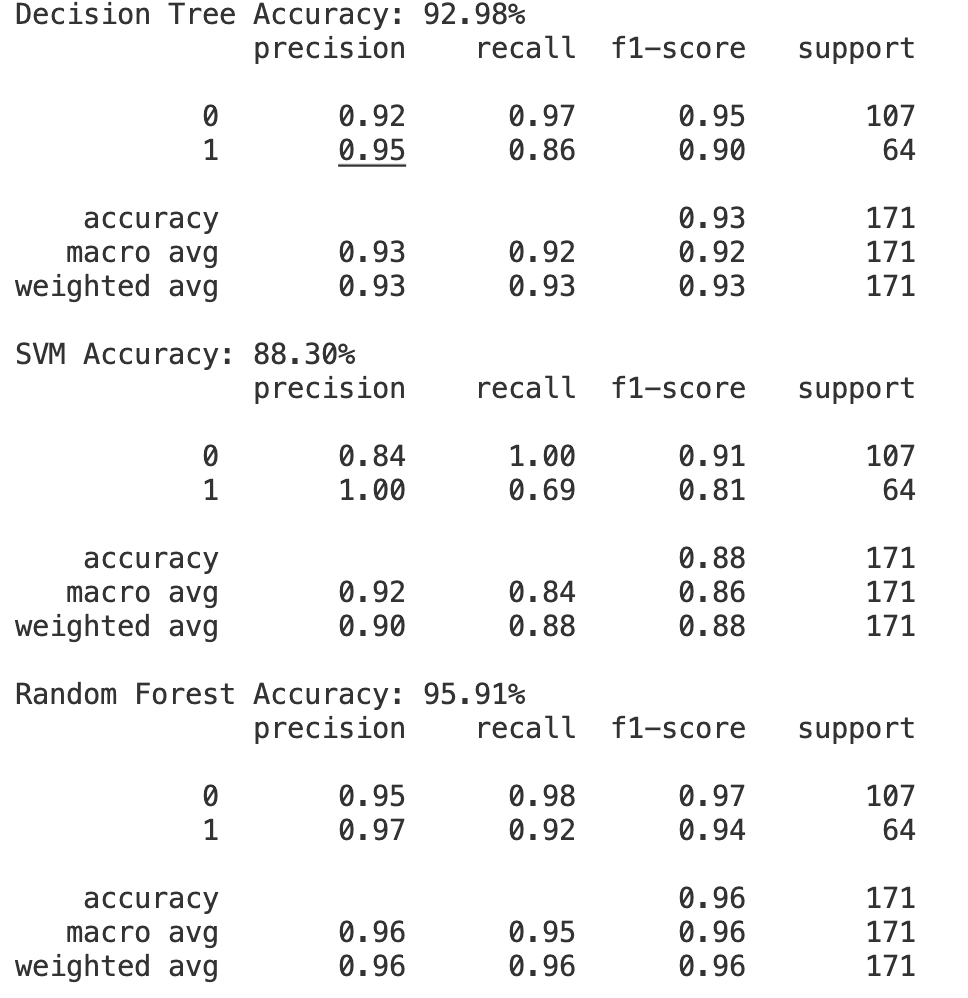 Decision Tree Accuracy: 92.98%
precision recall f1-score support
0 0.92 0.97 0.95 107
1 0.95 0.86 0.90 64
accuracy 0.93 171
macro avg 0.93 0.92 0.92 171
weighted avg 0.93 0.93 0.93 171
SVM Accuracy: 88.30%
precision recall f1-score support
0 0.84 1.00 0.91 107
1 1.00 0.69 0.81 64
accuracy 0.88 171
macro avg 0.92 0.84 0.86 171
weighted avg 0.90 0.88 0.88 171
Random Forest Accuracy: 95.91%
precision recall f1-score support
0 0.95 0.98 0.97 107
1 0.97 0.92 0.94 64
accuracy 0.96 171
macro avg 0.96 0.95 0.96 171
weighted avg 0.96 0.96 0.96 171